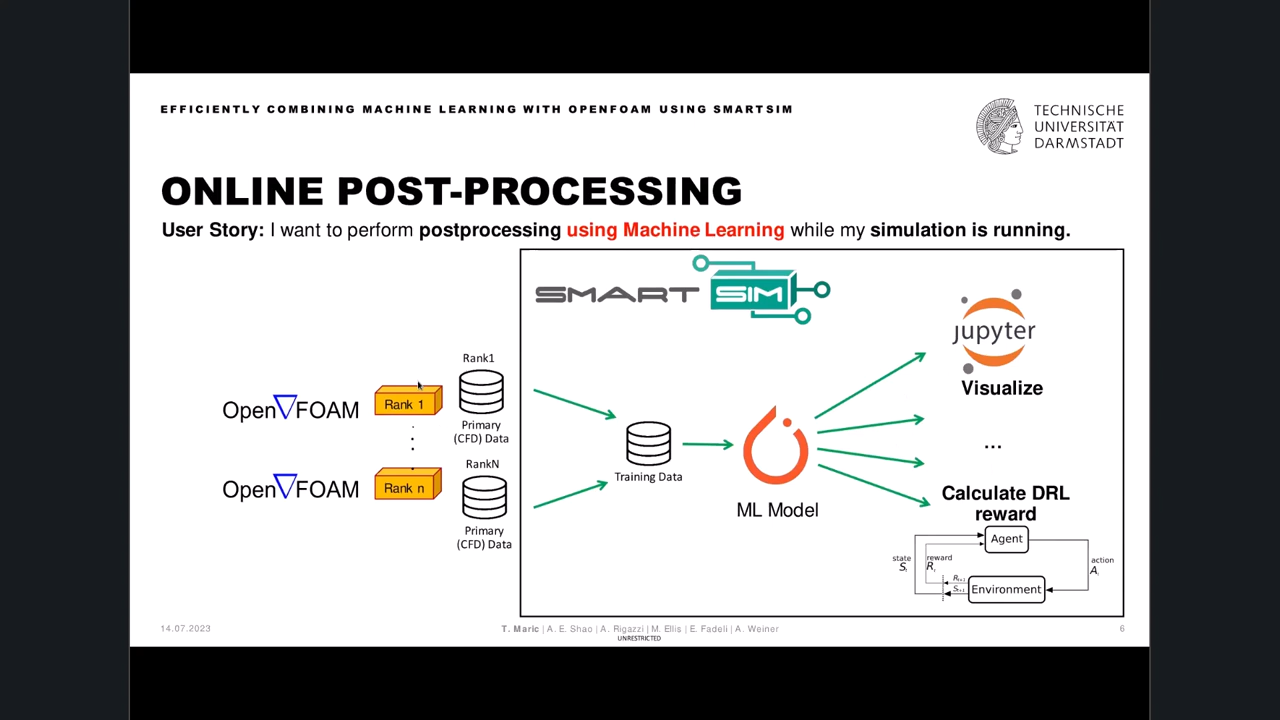 EFFICIENTLY COMBINING MACHINE LEARNING WITH OPENFOAM USING SMARTSIM
TECHNISCHE
UNIVERSITÄT
DARMSTADT
ONLINE POST-PROCESSING
User Story: I want to perform postprocessing using Machine Learning while my simulation is running.
SMART SIM
jupyter
Visualize
...
Calculate DRL
reward
Agent
state
S
reward
R
action
A
Environment
Rank1
OpenFOAM
Rank 1
Primary
(CFD) Data
RankN
OpenFOAM
Rank n
Primary
(CFD) Data
Training Data
ML Model
14.07.2023
T. Maric | A. E. Shao | A. Rigazzi | M. Ellis | E. Fadeli | A. Weiner
UNRESTRICTED
6